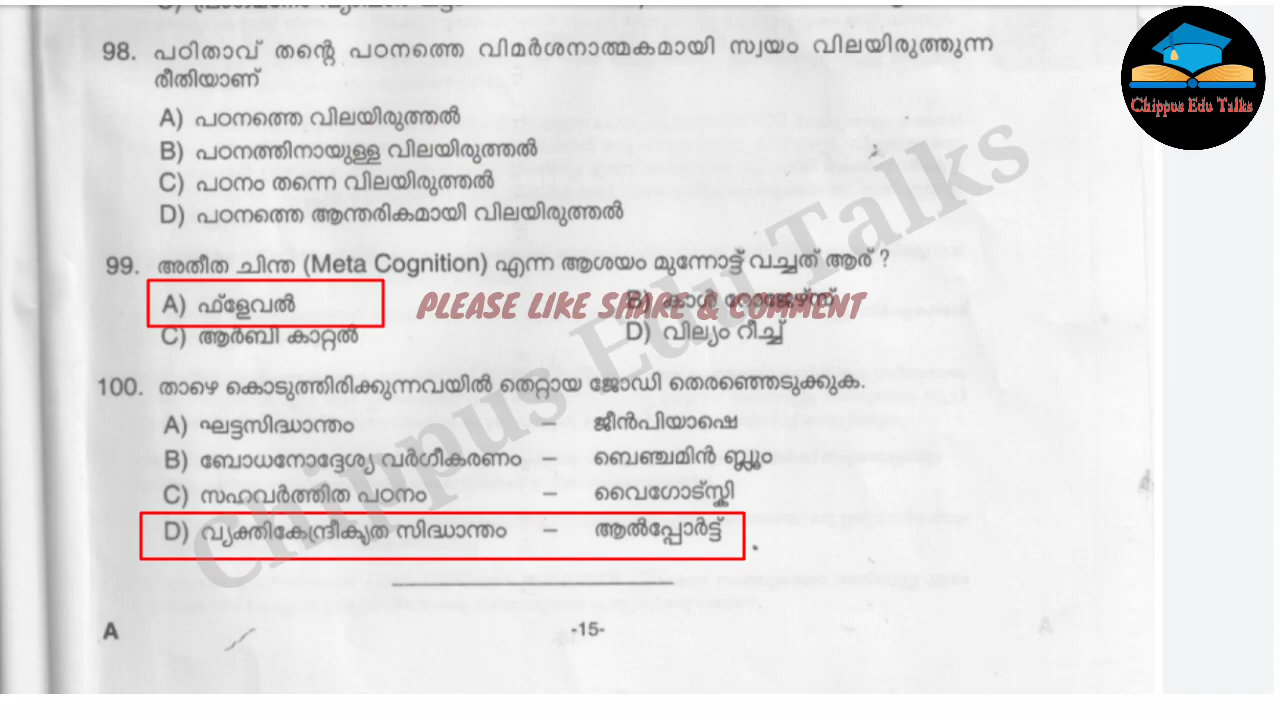 98. പഠിതാവ് തന്റെ പഠനത്തെ വിമർശനാത്മകമായി സ്വയം വിലയിരുത്തുന്ന
രീതിയാണ്
A) പഠനത്തെ വിലയിരുത്തൽ
B) പഠനത്തിനായുള്ള വിലയിരുത്തൽ
C) പഠനം തന്നെ വിലയിരുത്തൽ
D) പഠനത്തെ ആന്തരികമായി വിലയിരുത്തൽ
99. അതീത ചിന്ത (Meta Cognition) എന്ന ആശയം മുന്നോട്ട് വച്ചത് ആര് ?
A) ഫ്ളേവൽ B) കാൾ റോജേഴ്സ്
PLEASE LIKE SHARE & COMMENT
C) ആർബി കാറ്റൽ D) വില്യം റീച്ച്
100. താഴെ കൊടുത്തിരിക്കുന്നവയിൽ തെറ്റായ ജോഡി തെരഞ്ഞെടുക്കുക.
A) ഘട്ടസിദ്ധാന്തം – ജീൻപിയാഷെ
B) ബോധനോദ്ദേശ്യ വർഗീകരണം – ബെഞ്ചമിൻ ബ്ലൂം
C) സഹവർത്തിത പഠനം – വൈഗോട്സ്കി
D) വ്യക്തികേന്ദ്രീകൃത സിദ്ധാന്തം – ആൽപ്പോർട്ട്
A -15-
Chippus Edu Talks
Chippus Edu Talks